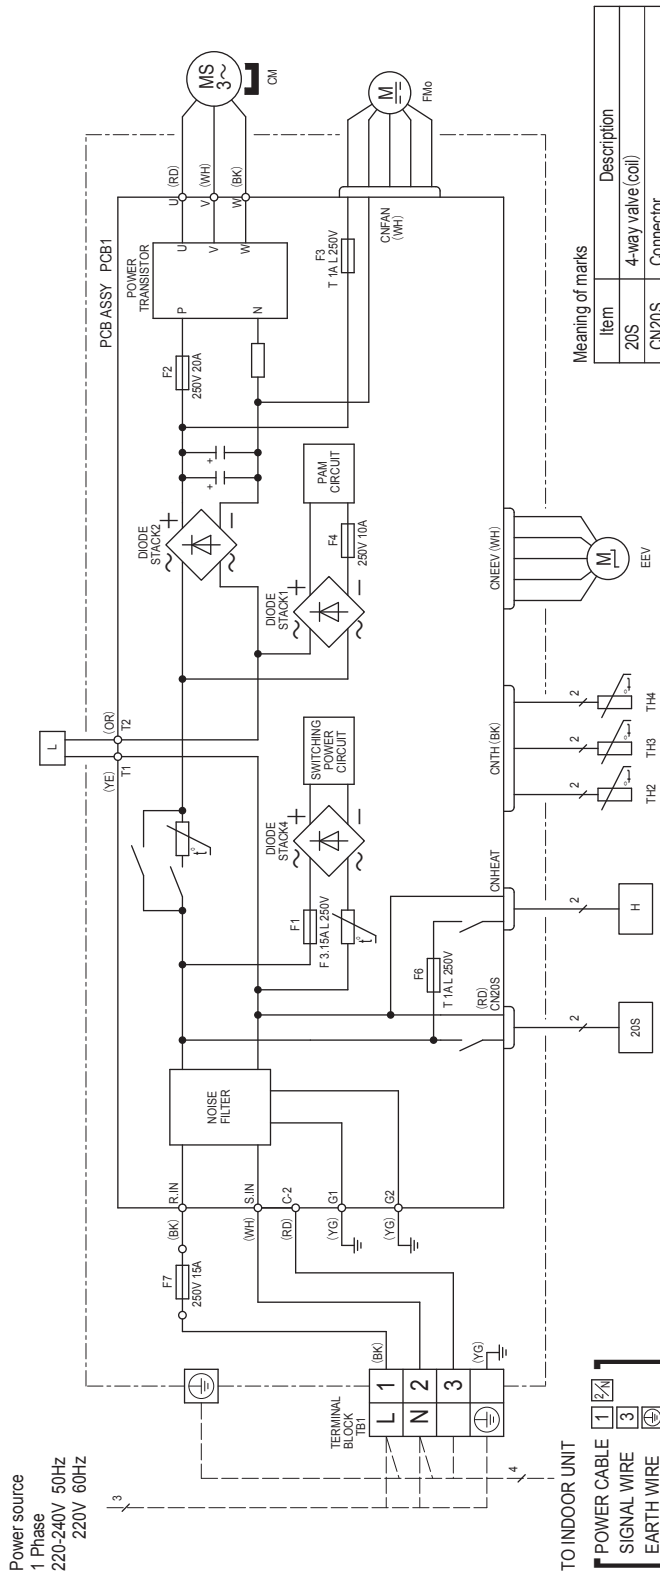 Power source
1 Phase
220-240V 50Hz
220V 60Hz
3
TERMINAL
BLOCK
TB1
L
1
N
2
3
4
TO INDOOR UNIT
POWER CABLE 1 2/N
SIGNAL WIRE 3
EARTH WIRE
(BK)
(YG)
F7
250V 15A
(BK)
R.IN
(WH)
S.IN
(RD)
C-2
(YG)
G1
(YG)
G2
NOISE
FILTER
PCB ASSY PCB1
L
(YE)
T1
(OR)
T2
t°
F1
F 3.15A L 250V
t°
DIODE
STACK4
SWITCHING
POWER
CIRCUIT
F6
T 1A L 250V
(RD)
CN20S
CNHEAT
2
20S
2
H
CNTH (BK)
2
TH2
t°
2
TH3
t°
2
TH4
t°
CNEEV (WH)
M
EEV
DIODE
STACK1
F4
250V 10A
PAM
CIRCUIT
DIODE
STACK2
+
+
F2
250V 20A
POWER
TRANSISTOR
P
N
U
V
W
U
(RD)
V
(WH)
W
(BK)
MS
3~
CM
F3
T 1A L 250V
CNFAN
(WH)
M
FMo
Meaning of marks
Item Description
20S 4-way valve(coil)
CN20S Connector